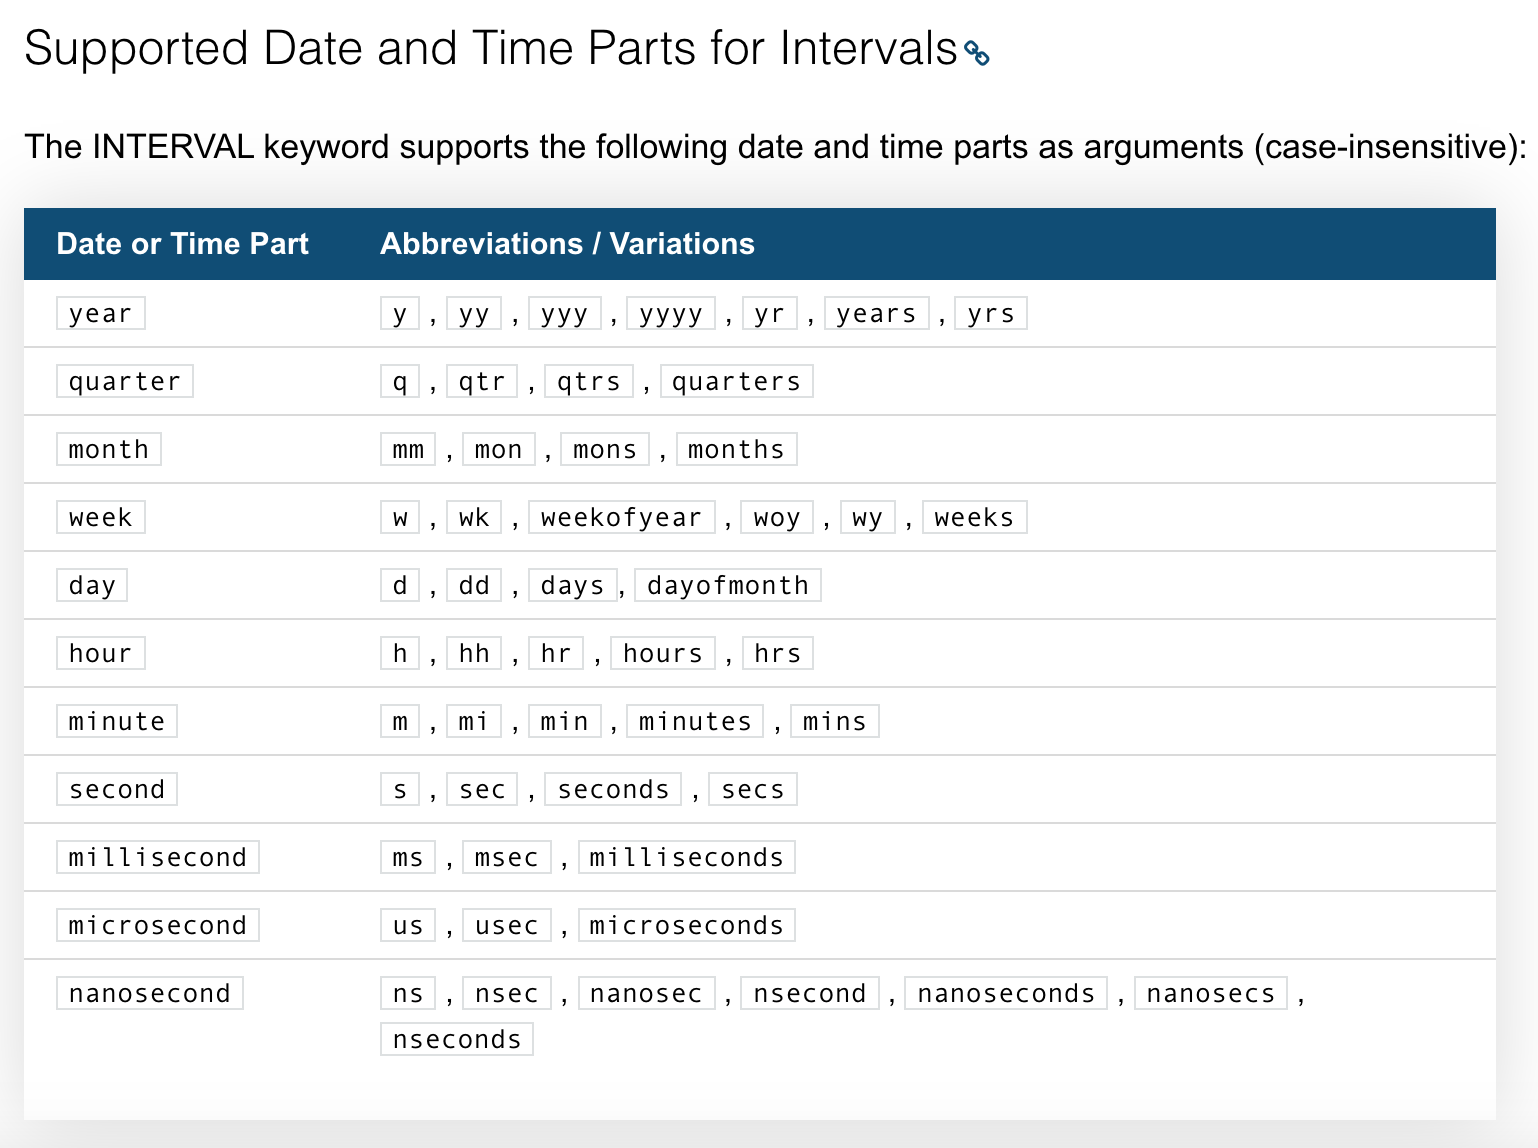 Supported Date and Time Parts for Intervals
The INTERVAL keyword supports the following date and time parts as arguments (case-insensitive):
Date or Time Part Abbreviations / Variations
year y , yy , yyy , yyyy , yr , years , yrs
quarter q , qtr , qtrs , quarters
month mm , mon , mons , months
week w , wk , weekofyear , woy , wy , weeks
day d , dd , days , dayofmonth
hour h , hh , hr , hours , hrs
minute m , mi , min , minutes , mins
second s , sec , seconds , secs
millisecond ms , msec , milliseconds
microsecond us , usec , microseconds
nanosecond ns , nsec , nanosec , nsecond , nanoseconds , nanosecs ,
nseconds